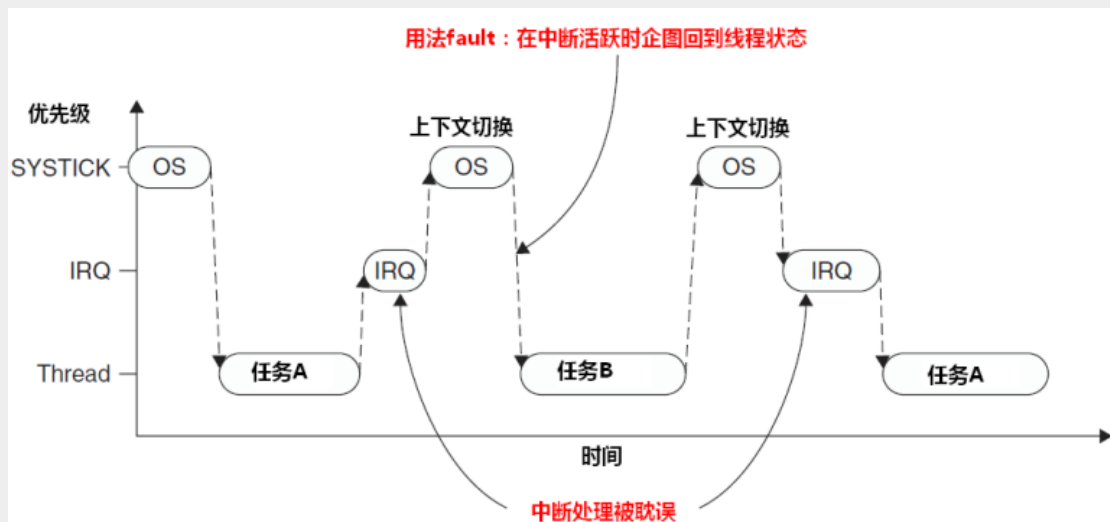 用法fault：在中断活跃时企图回到线程状态
优先级
上下文切换
上下文切换
SYSTICK
OS
OS
OS
IRQ
IRQ
IRQ
Thread
任务A
任务B
任务A
时间
中断处理被耽误